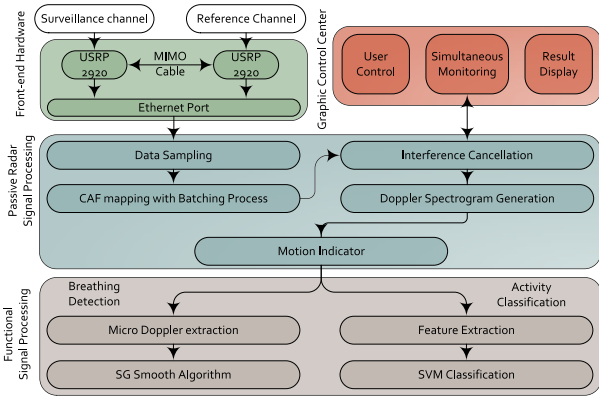 Surveillance channel
Reference Channel
Front-end Hardware
USRP
2920
MIMO
Cable
USRP
2920
Ethernet Port
Graphic Control Center
User
Control
Simultaneous
Monitoring
Result
Display
Passive Radar
Signal Processing
Data Sampling
Interference Cancellation
CAF mapping with Batching Process
Doppler Spectrogram Generation
Motion Indicator
Functional
Signal Processing
Breathing
Detection
Activity
Classification
Micro Doppler extraction
Feature Extraction
SG Smooth Algorithm
SVM Classification